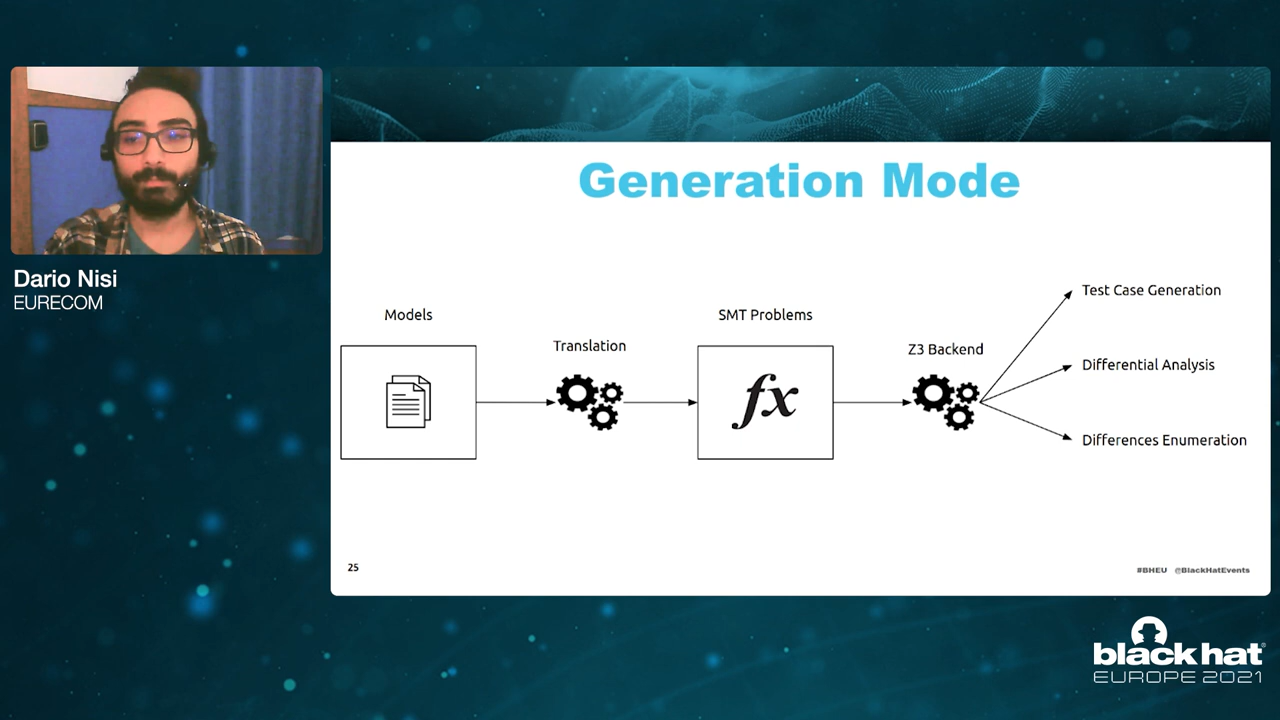 Dario Nisi
EURECOM
Generation Mode
Models
Translation
SMT Problems
fx
Z3 Backend
Test Case Generation
Differential Analysis
Differences Enumeration
25
#BHEU @BlackHatEvents
black hat®
EUROPE 2021